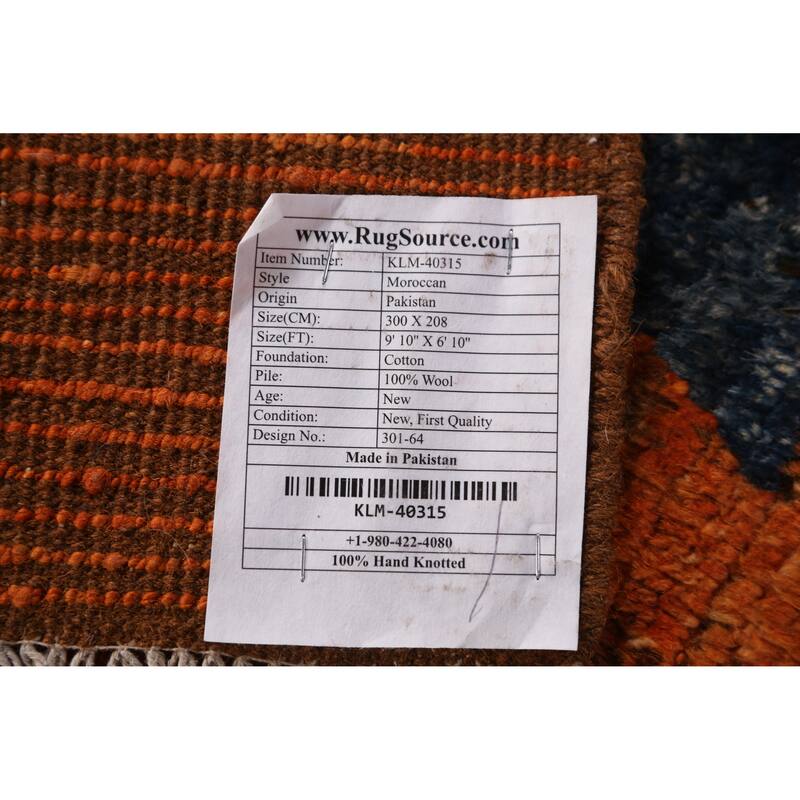 www.RugSource.com
Item Number: KLM-40315
Style Moroccan
Origin Pakistan
Size(CM): 300 X 208
Size(FT): 9' 10" X 6' 10"
Foundation: Cotton
Pile: 100% Wool
Age: New
Condition: New, First Quality
Design No.: 301-64
Made in Pakistan
KLM-40315
+1-980-422-4080
100% Hand Knotted